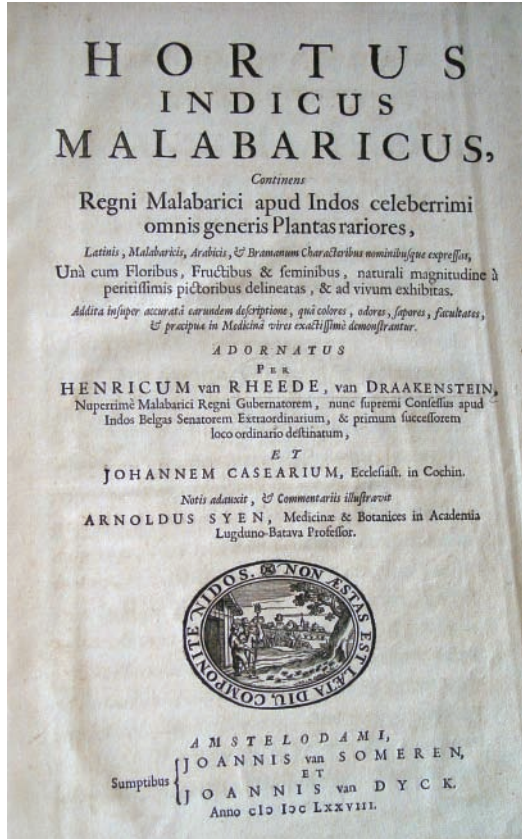 HORTUS
INDICUS
MALABARICUS,
Continens
Regni Malabarici apud Indos celeberrimi
omnis generis Plantas rariores,
Latinis, Malabaricis, Arabicis, & Bramanum Characteribus nominibuſque expreſſas,
Unà cum Floribus, Fructibus & ſeminibus, naturali magnitudine à
peritiſſimis pictoribus delineatas, & ad vivum exhibitas.
Addita inſuper accuratâ earundem deſcriptione, quâ colores, odores, ſapores, facultates,
& præcipuæ in Medicinâ vires exactiſſimè demonſtrantur.
ADORNATUS
PER
HENRICUM van RHEEDE, van DRAAKENSTEIN,
Nuperrimè Malabarici Regni Gubernatorem, nunc ſupremi Conſeſſus apud
Indos Belgas Senatorem Extraordinarium, & primum ſucceſſorem
loco ordinario deſtinatum,
ET
JOHANNEM CASEARIUM, Eccleſiaſt. in Cochin.
Notis adauxit, & Commentariis illuſtravit
ARNOLDUS SYEN, Medicinæ & Botanices in Academia
Lugduno-Batava Profeſſor.
NON ÆSTAS EST LÆTA DIU, COMPONITE NIDOS.
AMSTELODAMI,
Sumptibus JOANNIS van SOMEREN,
ET
JOANNIS van DYCK.
Anno cIↃ IↃc LXXVIII.